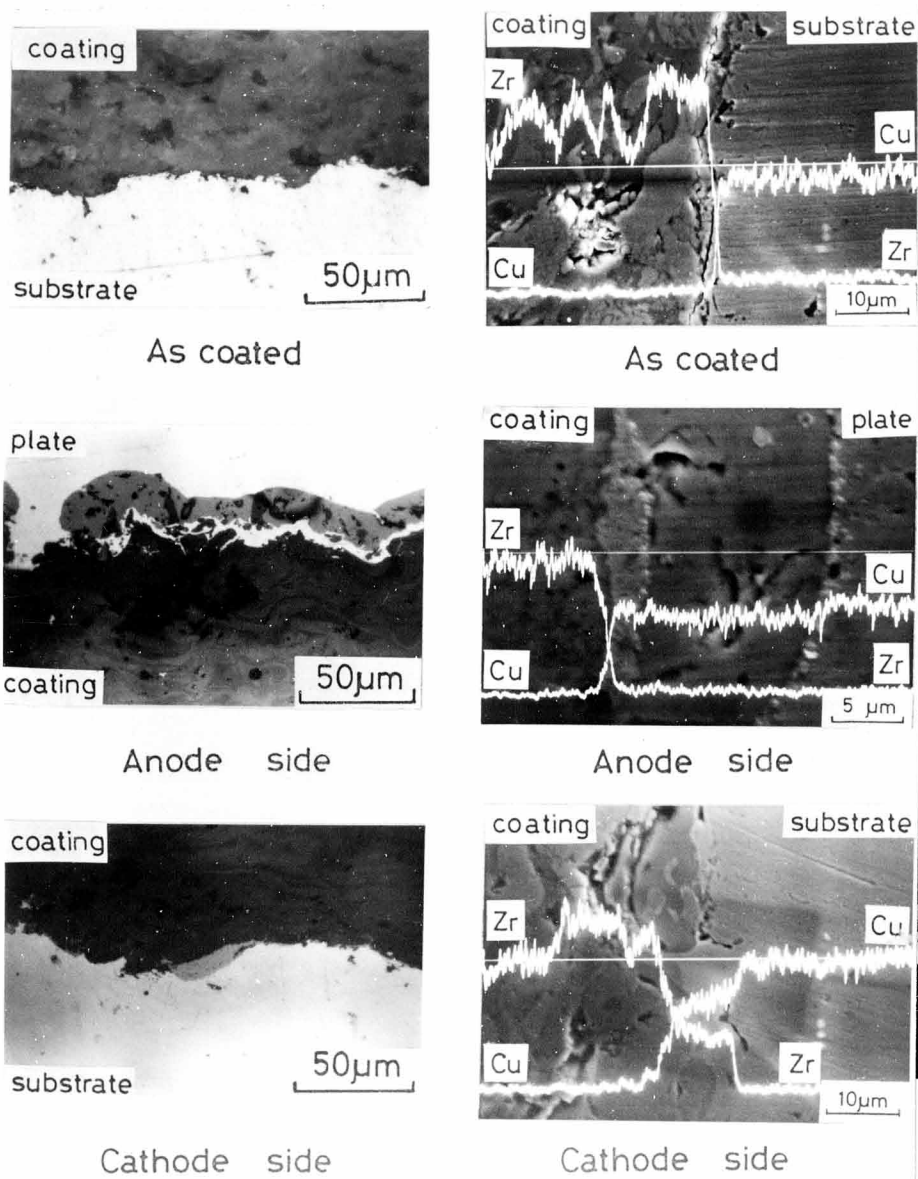 coating
substrate
50µm
As coated
coating
substrate
Zr
Cu
Cu
Zr
10µm
As coated
plate
coating
50µm
Anode side
coating
plate
Zr
Cu
Cu
Zr
5 µm
Anode side
coating
substrate
50µm
Cathode side
coating
substrate
Zr
Cu
Cu
Zr
10µm
Cathode side